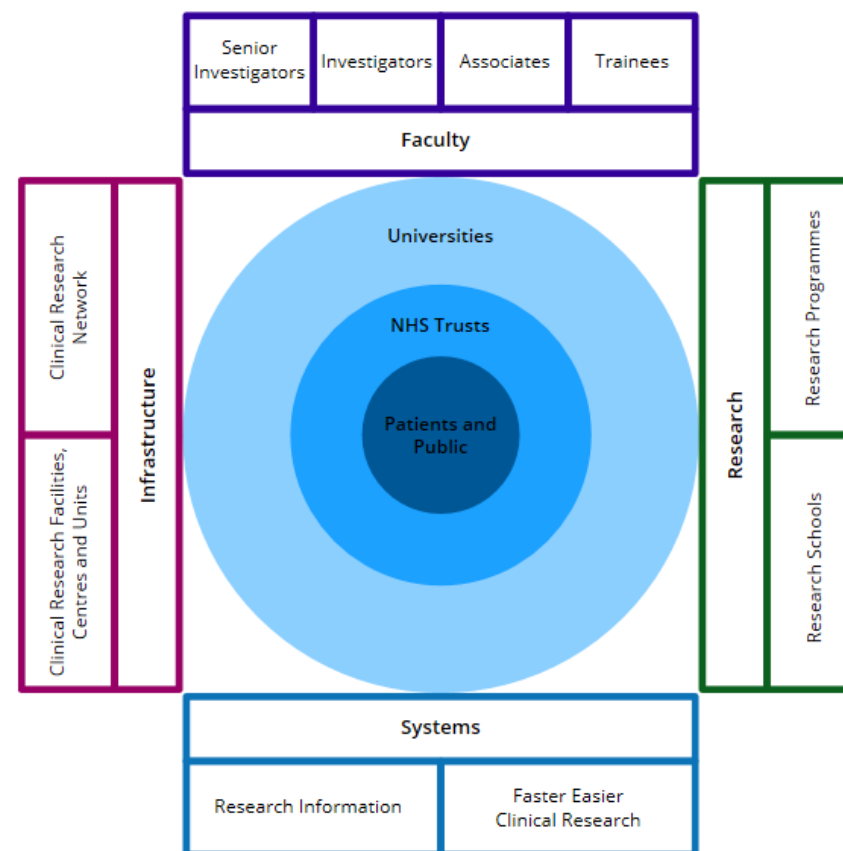 Senior
Investigators
Investigators
Associates
Trainees
Faculty
Clinical Research
Network
Clinical Research Facilities,
Centres and Units
Infrastructure
Universities
NHS Trusts
Patients and
Public
Research
Research Programmes
Research Schools
Systems
Research Information
Faster Easier
Clinical Research